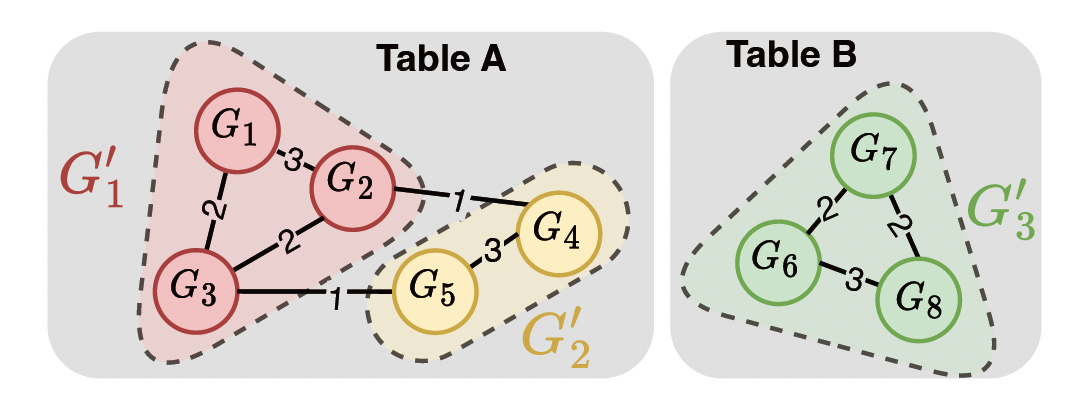 Table A
G′₁
G₁
3
G₂
2
2
1
G₄
3
G₃
1
G₅
G′₂
Table B
G₇
2
2
G′₃
G₆
3
G₈